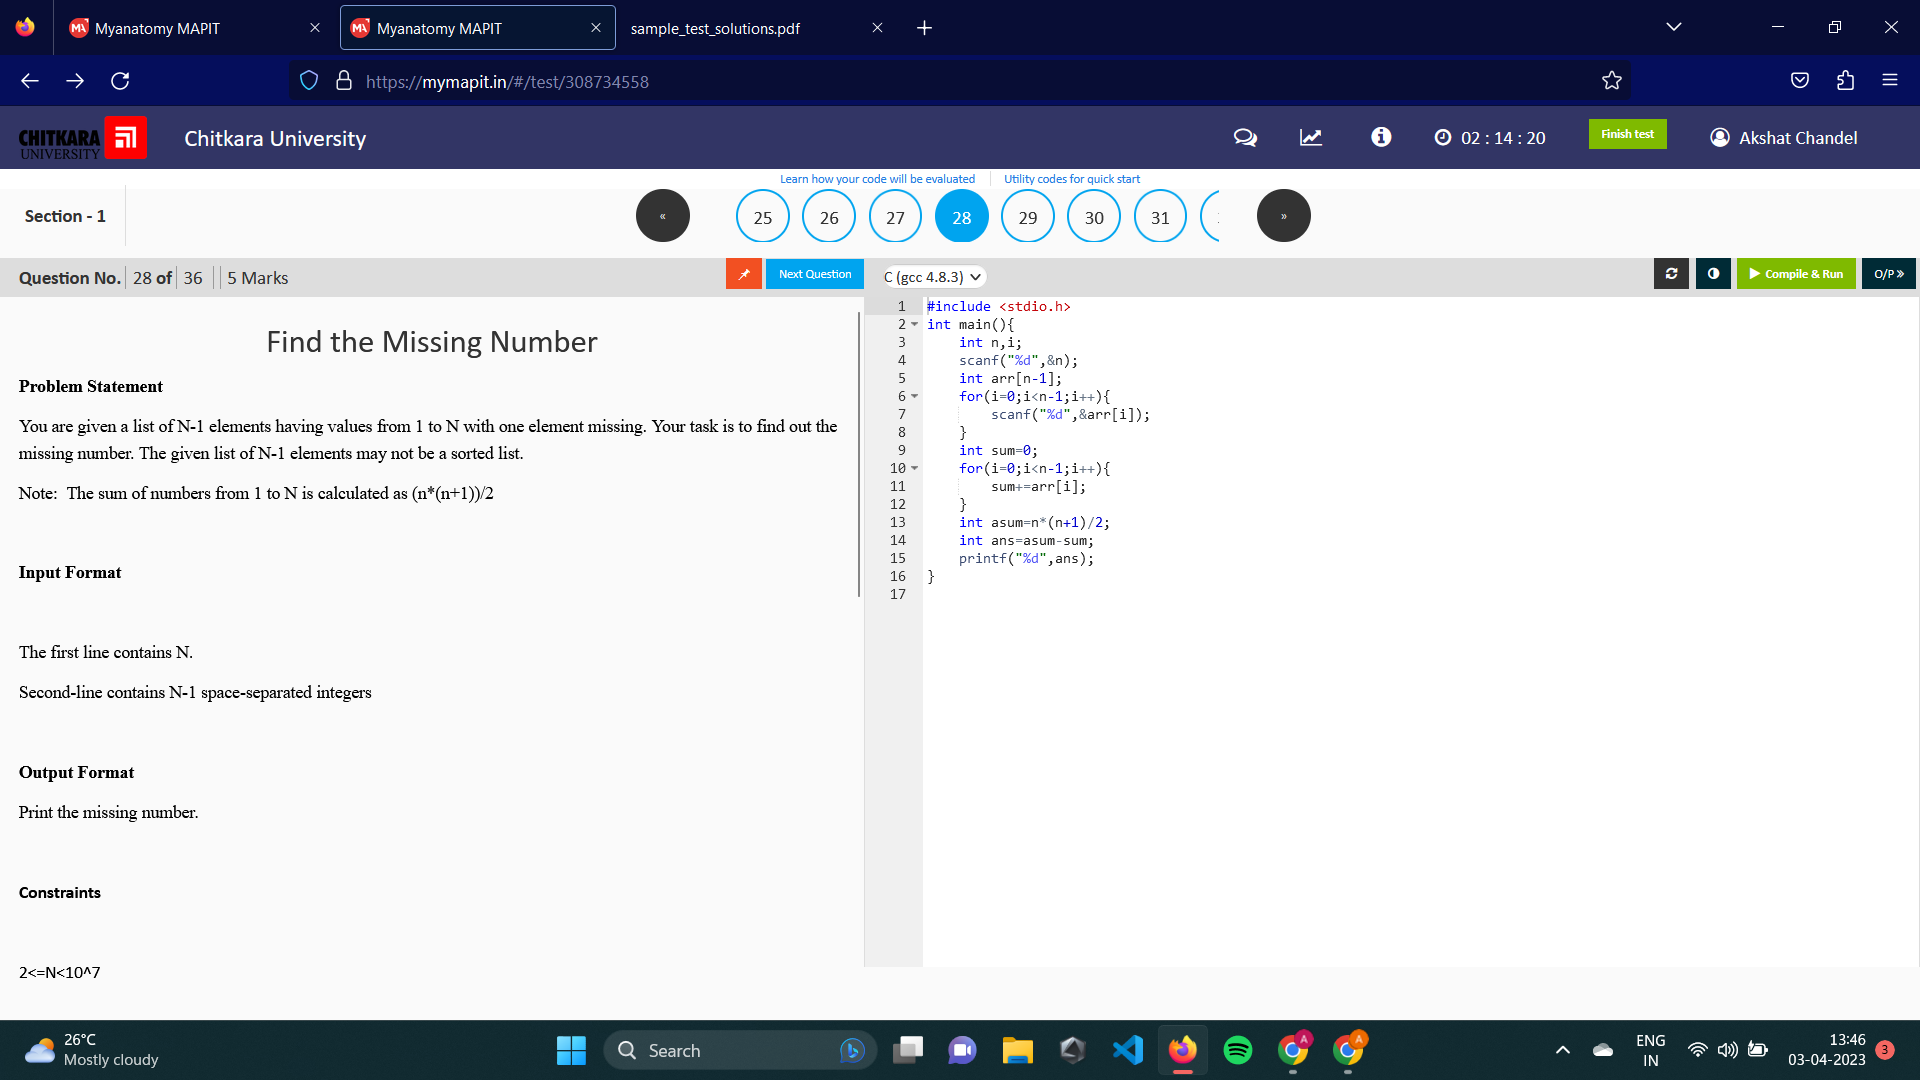 Myanatomy MAPIT
Myanatomy MAPIT
sample_test_solutions.pdf
https://mymapit.in/#/test/308734558
CHITKARA
UNIVERSITY
Chitkara University
02 : 14 : 20
Finish test
Akshat Chandel
Learn how your code will be evaluated
Utility codes for quick start
Section - 1
«
25
26
27
28
29
30
31
»
Question No. 28 of 36 5 Marks
Next Question
C (gcc 4.8.3)
Compile & Run
O/P »
Find the Missing Number
Problem Statement
You are given a list of N-1 elements having values from 1 to N with one element missing. Your task is to find out the
missing number. The given list of N-1 elements may not be a sorted list.
Note: The sum of numbers from 1 to N is calculated as (n*(n+1))/2
Input Format
The first line contains N.
Second-line contains N-1 space-separated integers
Output Format
Print the missing number.
Constraints
2<=N<10^7
1 #include <stdio.h>
2 int main(){
3 int n,i;
4 scanf("%d",&n);
5 int arr[n-1];
6 for(i=0;i<n-1;i++){
7 scanf("%d",&arr[i]);
8 }
9 int sum=0;
10 for(i=0;i<n-1;i++){
11 sum+=arr[i];
12 }
13 int asum=n*(n+1)/2;
14 int ans=asum-sum;
15 printf("%d",ans);
16 }
17
26°C
Mostly cloudy
Search
A
A
ENG
IN
13:46
03-04-2023
3